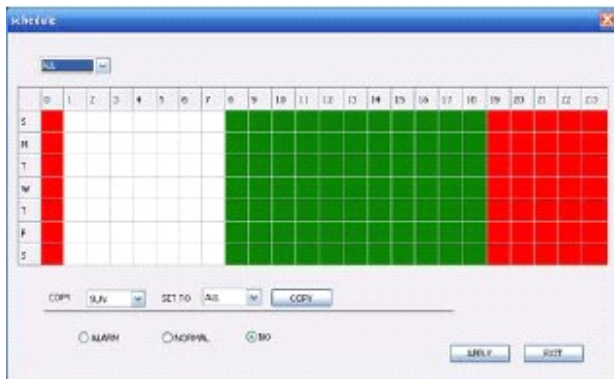 schedule
ALL
0 1 2 3 4 5 6 7 8 9 10 11 12 13 14 15 16 17 18 19 20 21 22 23
S
M
T
W
T
F
S
COPY SUN SET TO ALL COPY
ALARM NORMAL NO
APPLY EXIT